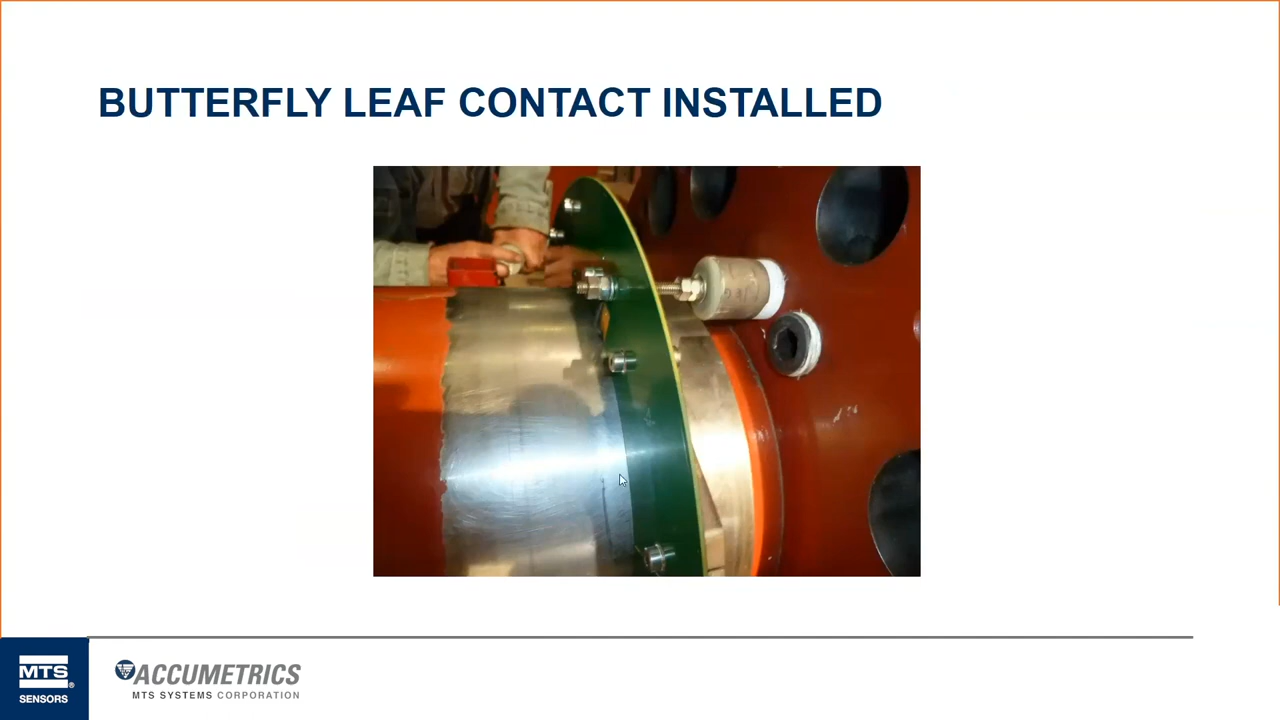 BUTTERFLY LEAF CONTACT INSTALLED
MTS®
SENSORS
ACCUMETRICS
MTS SYSTEMS CORPORATION